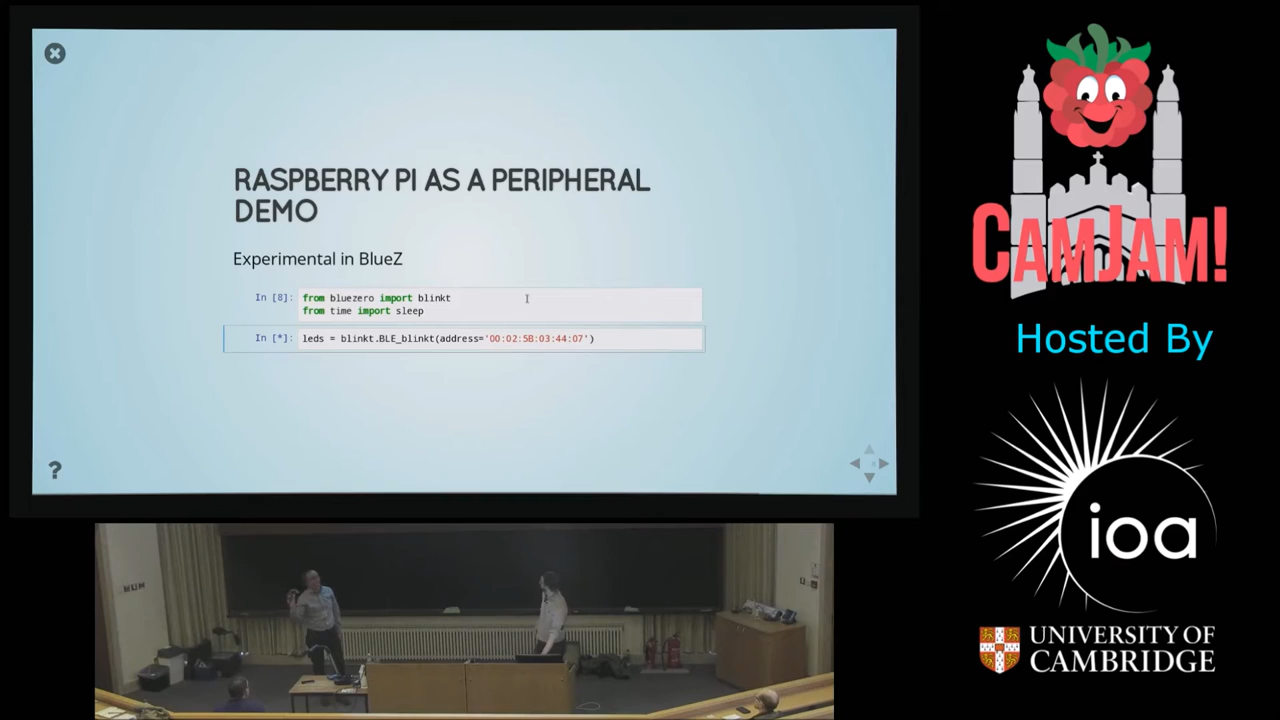 RASPBERRY PI AS A PERIPHERAL
DEMO
Experimental in BlueZ
In [8]: from bluezero import blinkt
from time import sleep
In [*]: leds = blinkt.BLE_blinkt(address='00:02:5B:03:44:07')
?
CAMJAM!
Hosted By
ioa
UNIVERSITY OF
CAMBRIDGE